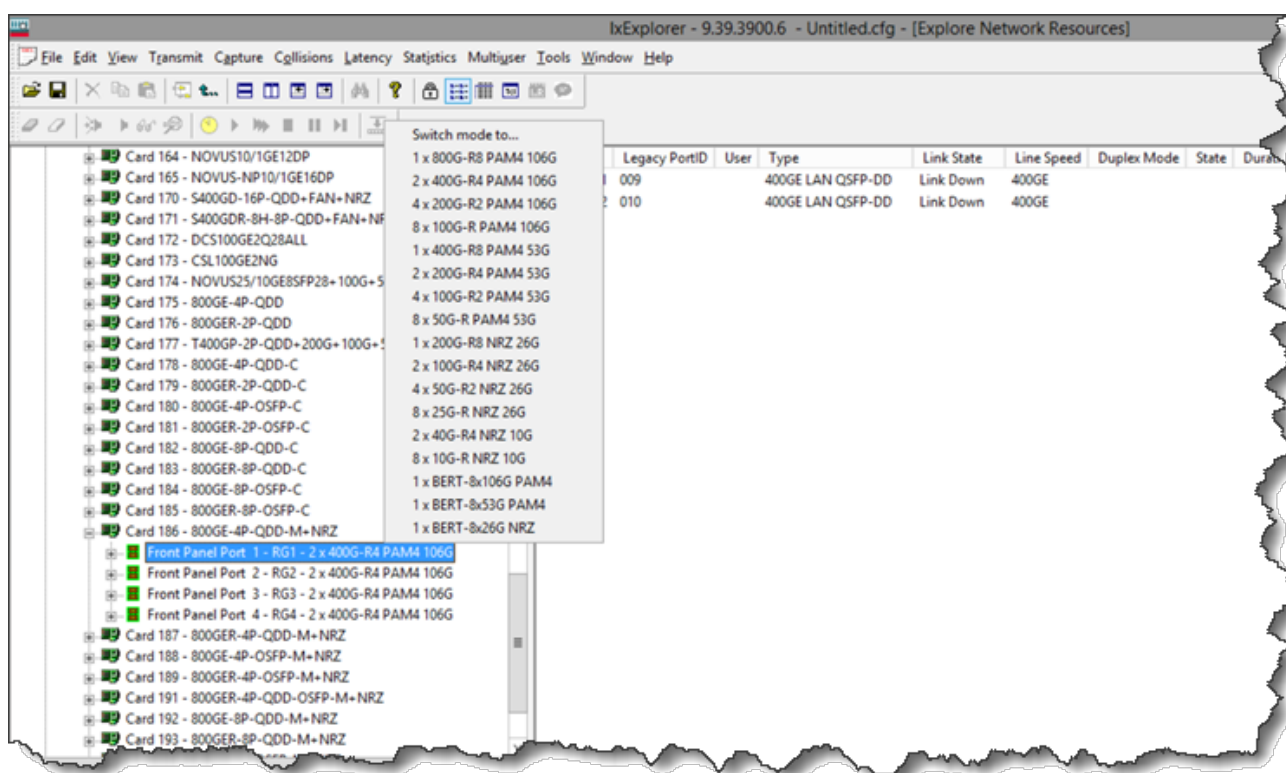 IxExplorer - 9.39.3900.6 - Untitled.cfg - [Explore Network Resources]
File Edit View Transmit Capture Collisions Latency Statistics Multiuser Tools Window Help
Card 164 - NOVUS10/1GE12DP
Card 165 - NOVUS-NP10/1GE16DP
Card 170 - S400GD-16P-QDD+FAN+NRZ
Card 171 - S400GDR-8H-8P-QDD+FAN+NR
Card 172 - DCS100GE2Q28ALL
Card 173 - CSL100GE2NG
Card 174 - NOVUS25/10GE8SFP28+100G+5
Card 175 - 800GE-4P-QDD
Card 176 - 800GER-2P-QDD
Card 177 - T400GP-2P-QDD+200G+100G+5
Card 178 - 800GE-4P-QDD-C
Card 179 - 800GER-2P-QDD-C
Card 180 - 800GE-4P-OSFP-C
Card 181 - 800GER-2P-OSFP-C
Card 182 - 800GE-8P-QDD-C
Card 183 - 800GER-8P-QDD-C
Card 184 - 800GE-8P-OSFP-C
Card 185 - 800GER-8P-OSFP-C
Card 186 - 800GE-4P-QDD-M+NRZ
Front Panel Port 1 - RG1 - 2 x 400G-R4 PAM4 106G
Front Panel Port 2 - RG2 - 2 x 400G-R4 PAM4 106G
Front Panel Port 3 - RG3 - 2 x 400G-R4 PAM4 106G
Front Panel Port 4 - RG4 - 2 x 400G-R4 PAM4 106G
Card 187 - 800GER-4P-QDD-M+NRZ
Card 188 - 800GE-4P-OSFP-M+NRZ
Card 189 - 800GER-4P-OSFP-M+NRZ
Card 191 - 800GER-4P-QDD-OSFP-M+NRZ
Card 192 - 800GE-8P-QDD-M+NRZ
Card 193 - 800GER-8P-QDD-M+NRZ
Switch mode to...
1 x 800G-R8 PAM4 106G
2 x 400G-R4 PAM4 106G
4 x 200G-R2 PAM4 106G
8 x 100G-R PAM4 106G
1 x 400G-R8 PAM4 53G
2 x 200G-R4 PAM4 53G
4 x 100G-R2 PAM4 53G
8 x 50G-R PAM4 53G
1 x 200G-R8 NRZ 26G
2 x 100G-R4 NRZ 26G
4 x 50G-R2 NRZ 26G
8 x 25G-R NRZ 26G
2 x 40G-R4 NRZ 10G
8 x 10G-R NRZ 10G
1 x BERT-8x106G PAM4
1 x BERT-8x53G PAM4
1 x BERT-8x26G NRZ
Legacy PortID User Type Link State Line Speed Duplex Mode State Durat
1 009 400GE LAN QSFP-DD Link Down 400GE
2 010 400GE LAN QSFP-DD Link Down 400GE